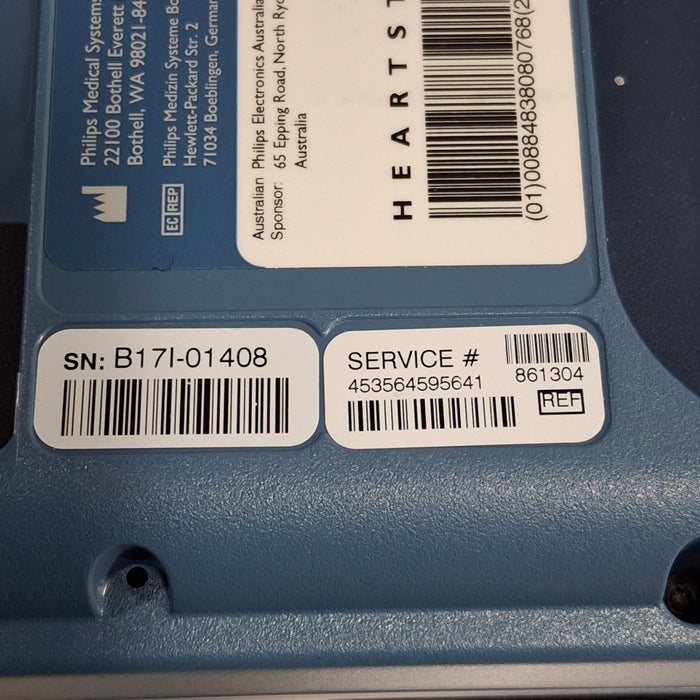 Philips Medical Systems
22100 Bothell Everett
Bothell, WA 98021-84
EC REP
Philips Medizin Systeme Bö
Hewlett-Packard Str. 2
71034 Boeblingen, German
Australian Philips Electronics Australia
Sponsor: 65 Epping Road, North Ryd
Australia
HEARTST
(01)00884838080768(2
SN: B17I-01408
SERVICE #
453564595641
861304
REF